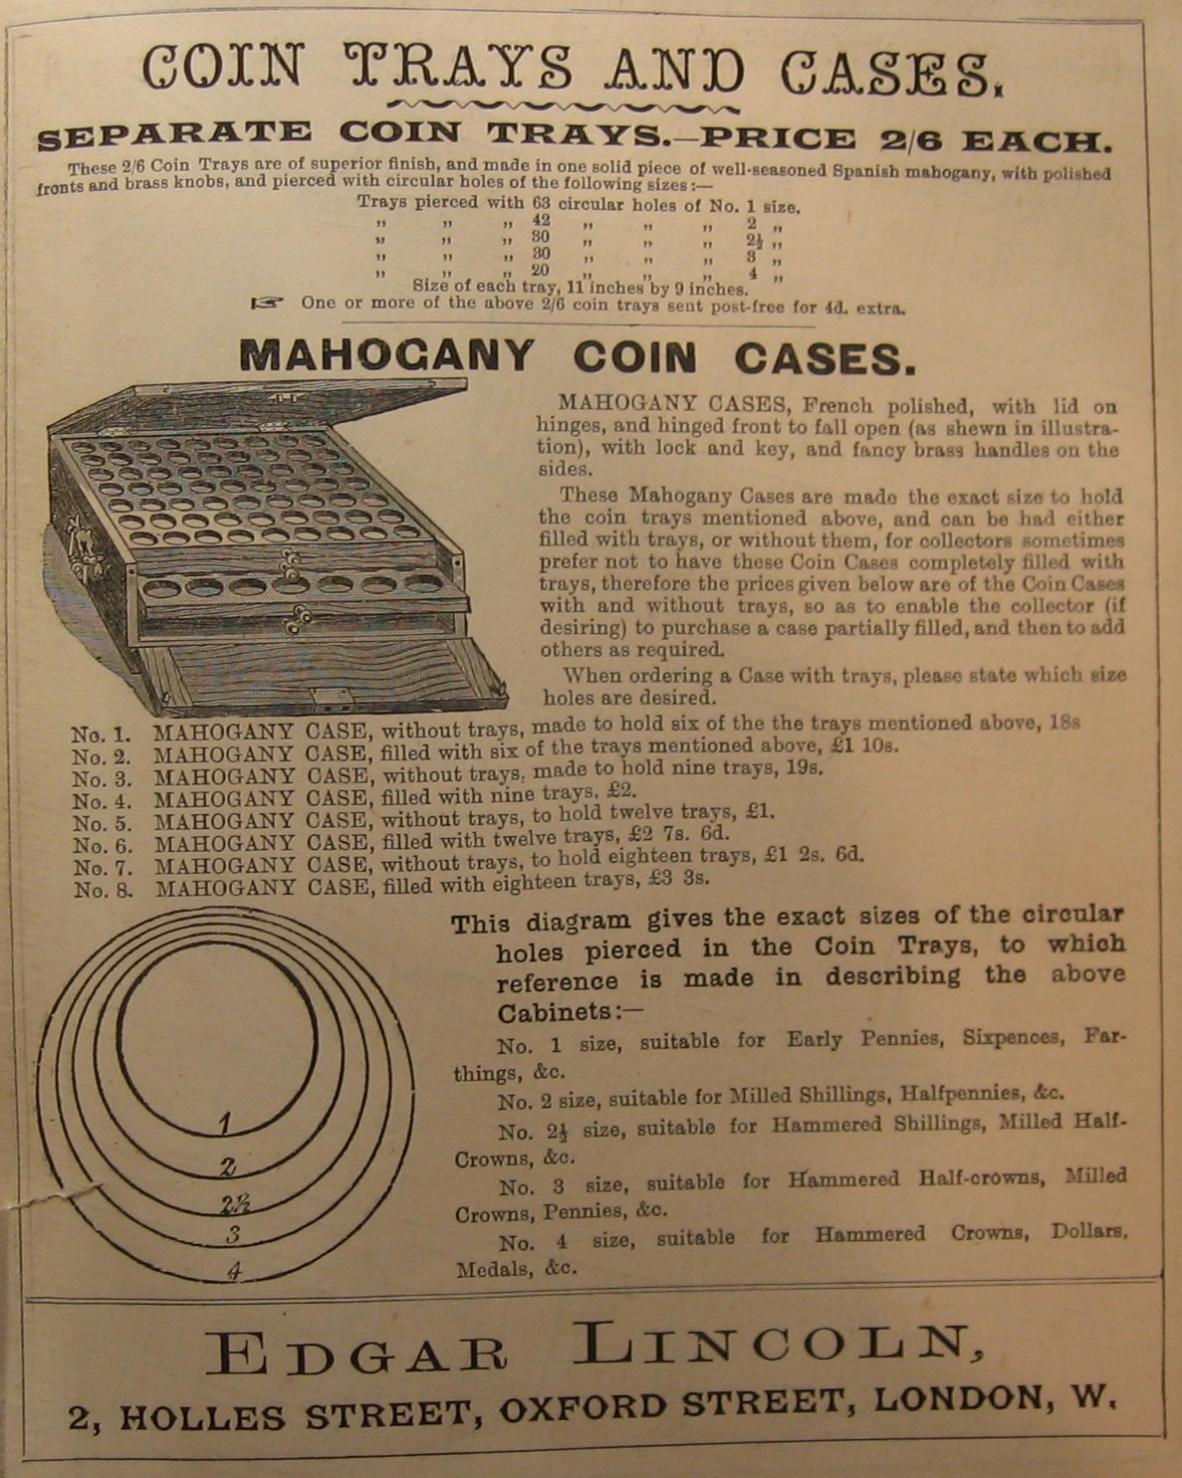 COIN TRAYS AND CASES.
SEPARATE COIN TRAYS.—PRICE 2/6 EACH.
These 2/6 Coin Trays are of superior finish, and made in one solid piece of well-seasoned Spanish mahogany, with polished
fronts and brass knobs, and pierced with circular holes of the following sizes:—
Trays pierced with 63 circular holes of No. 1 size.
„ „ „ 42 „ „ „ 2 „
„ „ „ 30 „ „ „ 2½ „
„ „ „ 30 „ „ „ 3 „
„ „ „ 20 „ „ „ 4 „
Size of each tray, 11 inches by 9 inches.
☞ One or more of the above 2/6 coin trays sent post-free for 4d. extra.
MAHOGANY COIN CASES.
MAHOGANY CASES, French polished, with lid on
hinges, and hinged front to fall open (as shewn in illustra-
tion), with lock and key, and fancy brass handles on the
sides.
These Mahogany Cases are made the exact size to hold
the coin trays mentioned above, and can be had either
filled with trays, or without them, for collectors sometimes
prefer not to have these Coin Cases completely filled with
trays, therefore the prices given below are of the Coin Cases
with and without trays, so as to enable the collector (if
desiring) to purchase a case partially filled, and then to add
others as required.
When ordering a Case with trays, please state which size
holes are desired.
No. 1. MAHOGANY CASE, without trays, made to hold six of the the trays mentioned above, 18s
No. 2. MAHOGANY CASE, filled with six of the trays mentioned above, £1 10s.
No. 3. MAHOGANY CASE, without trays, made to hold nine trays, 19s.
No. 4. MAHOGANY CASE, filled with nine trays, £2.
No. 5. MAHOGANY CASE, without trays, to hold twelve trays, £1.
No. 6. MAHOGANY CASE, filled with twelve trays, £2 7s. 6d.
No. 7. MAHOGANY CASE, without trays, to hold eighteen trays, £1 2s. 6d.
No. 8. MAHOGANY CASE, filled with eighteen trays, £3 3s.
1
2
2½
3
4
This diagram gives the exact sizes of the circular
holes pierced in the Coin Trays, to which
reference is made in describing the above
Cabinets:—
No. 1 size, suitable for Early Pennies, Sixpences, Far-
things, &c.
No. 2 size, suitable for Milled Shillings, Halfpennies, &c.
No. 2½ size, suitable for Hammered Shillings, Milled Half-
Crowns, &c.
No. 3 size, suitable for Hammered Half-crowns, Milled
Crowns, Pennies, &c.
No. 4 size, suitable for Hammered Crowns, Dollars,
Medals, &c.
EDGAR LINCOLN,
2, HOLLES STREET, OXFORD STREET, LONDON, W.